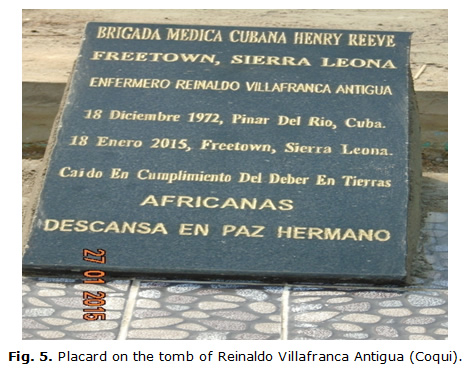 BRIGADA MEDICA CUBANA HENRY REEVE
FREETOWN, SIERRA LEONA
ENFERMERO REINALDO VILLAFRANCA ANTIGUA
18 Diciembre 1972, Pinar Del Rio, Cuba.
18 Enero 2015, Freetown, Sierra Leona.
Caido En Cumplimiento Del Deber En Tierras
AFRICANAS
DESCANSA EN PAZ HERMANO
27 01 2015
Fig. 5. Placard on the tomb of Reinaldo Villafranca Antigua (Coqui).